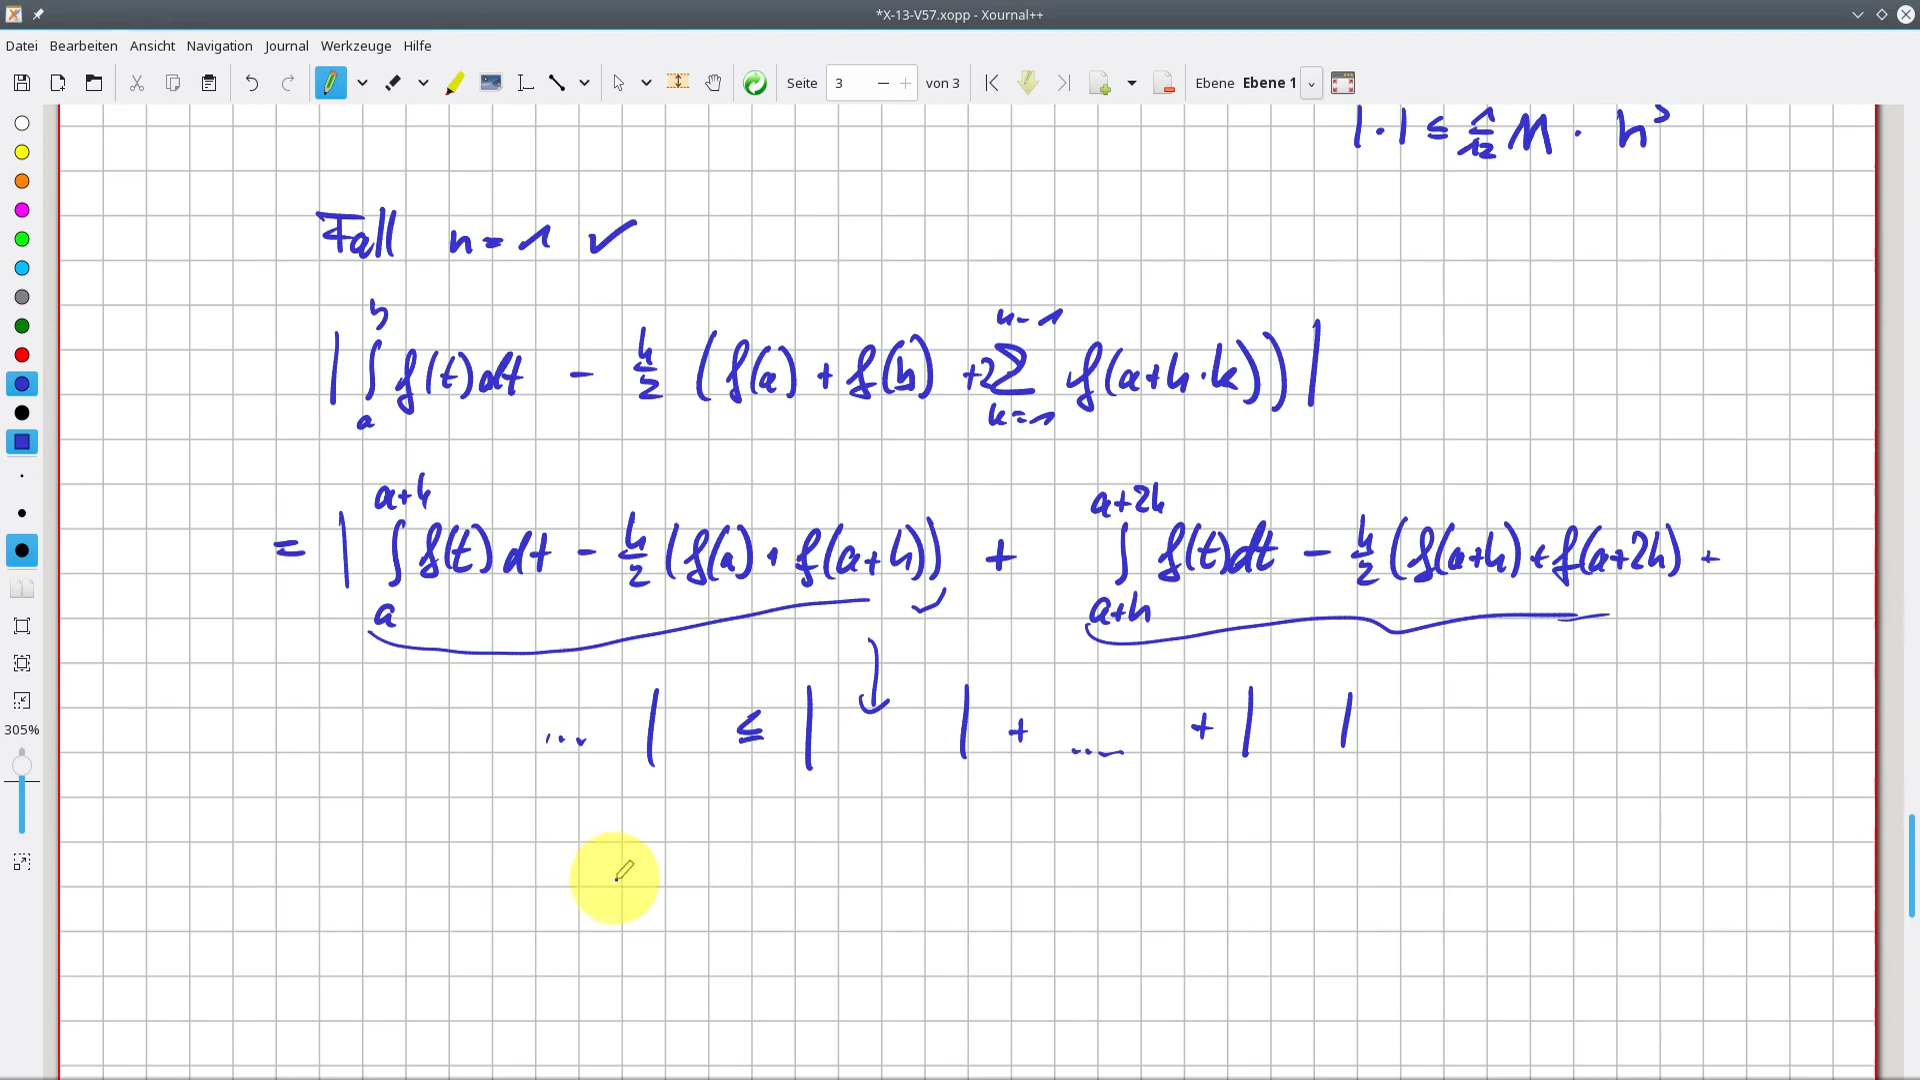 *X-13-V57.xopp - Xournal++
Datei Bearbeiten Ansicht Navigation Journal Werkzeuge Hilfe
Seite 3 von 3 Ebene Ebene 1
305%
|·| ≤ 1/12 M · h³
Fall n = 1 ✓
| ∫_a^b f(t)dt - h/2 (f(a) + f(b) + 2∑_{k=1}^{n-1} f(a+h·k)) |
= | ∫_a^{a+h} f(t)dt - h/2 (f(a) + f(a+h)) + ∫_{a+h}^{a+2h} f(t)dt - h/2 (f(a+h) + f(a+2h) +
... | ≤ | | + ... + | |